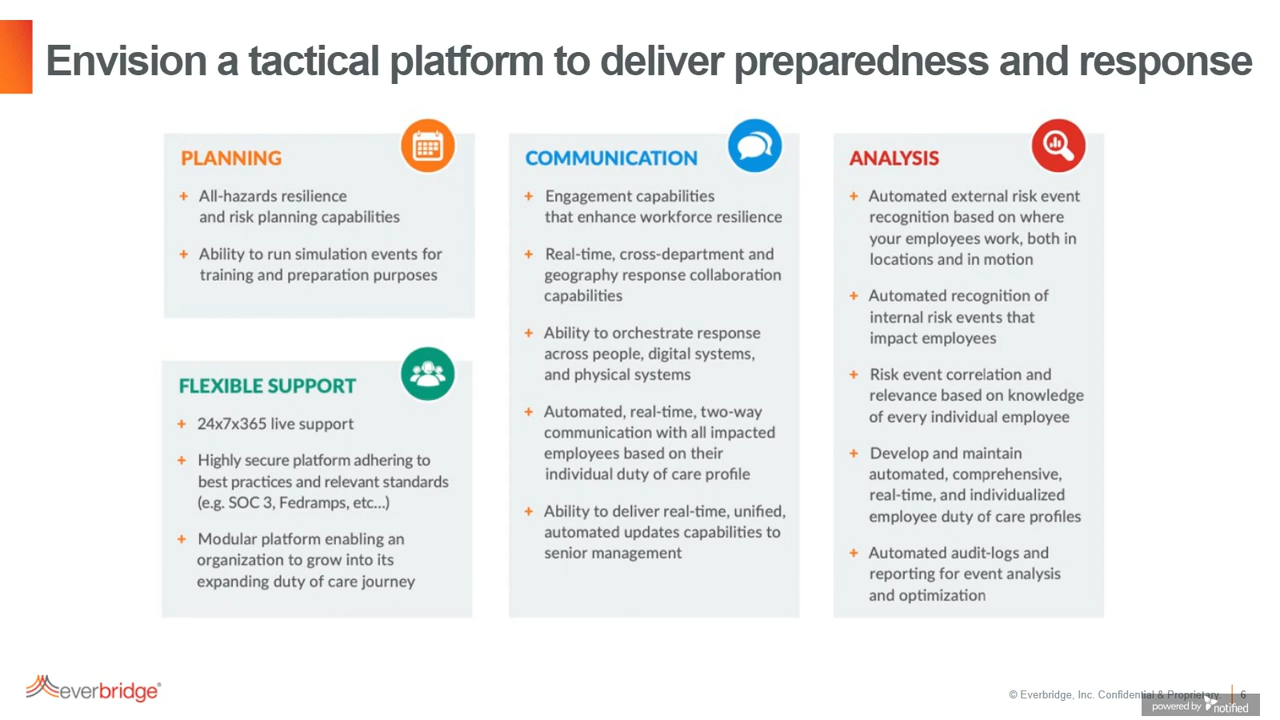 Envision a tactical platform to deliver preparedness and response
PLANNING
+ All-hazards resilience
and risk planning capabilities
+ Ability to run simulation events for
training and preparation purposes
FLEXIBLE SUPPORT
+ 24x7x365 live support
+ Highly secure platform adhering to
best practices and relevant standards
(e.g. SOC 3, Fedramps, etc...)
+ Modular platform enabling an
organization to grow into its
expanding duty of care journey
COMMUNICATION
+ Engagement capabilities
that enhance workforce resilience
+ Real-time, cross-department and
geography response collaboration
capabilities
+ Ability to orchestrate response
across people, digital systems,
and physical systems
+ Automated, real-time, two-way
communication with all impacted
employees based on their
individual duty of care profile
+ Ability to deliver real-time, unified,
automated updates capabilities to
senior management
ANALYSIS
+ Automated external risk event
recognition based on where
your employees work, both in
locations and in motion
+ Automated recognition of
internal risk events that
impact employees
+ Risk event correlation and
relevance based on knowledge
of every individual employee
+ Develop and maintain
automated, comprehensive,
real-time, and individualized
employee duty of care profiles
+ Automated audit-logs and
reporting for event analysis
and optimization
everbridge®
© Everbridge, Inc. Confidential & Proprietary. 6
powered by notified